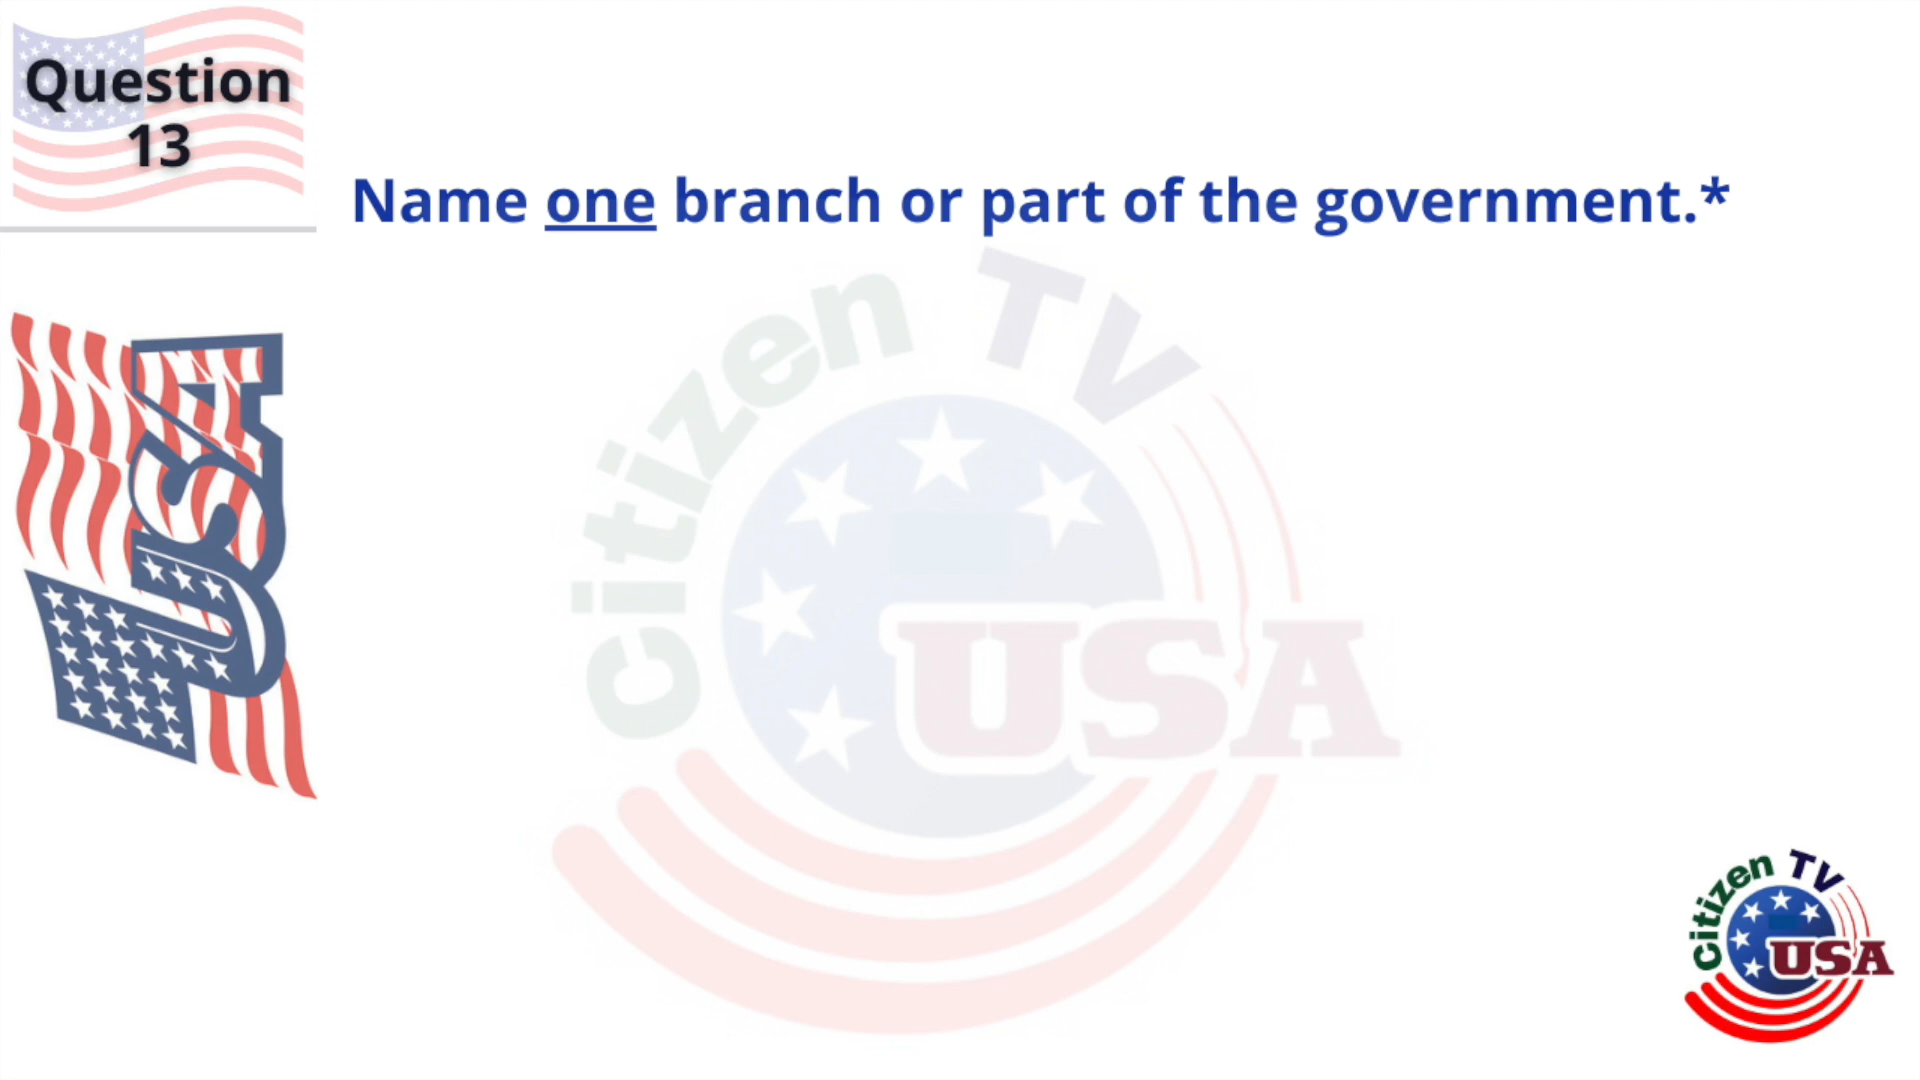 Question
13
Name one branch or part of the government.*
USA
Citizen TV
USA
Citizen TV
USA